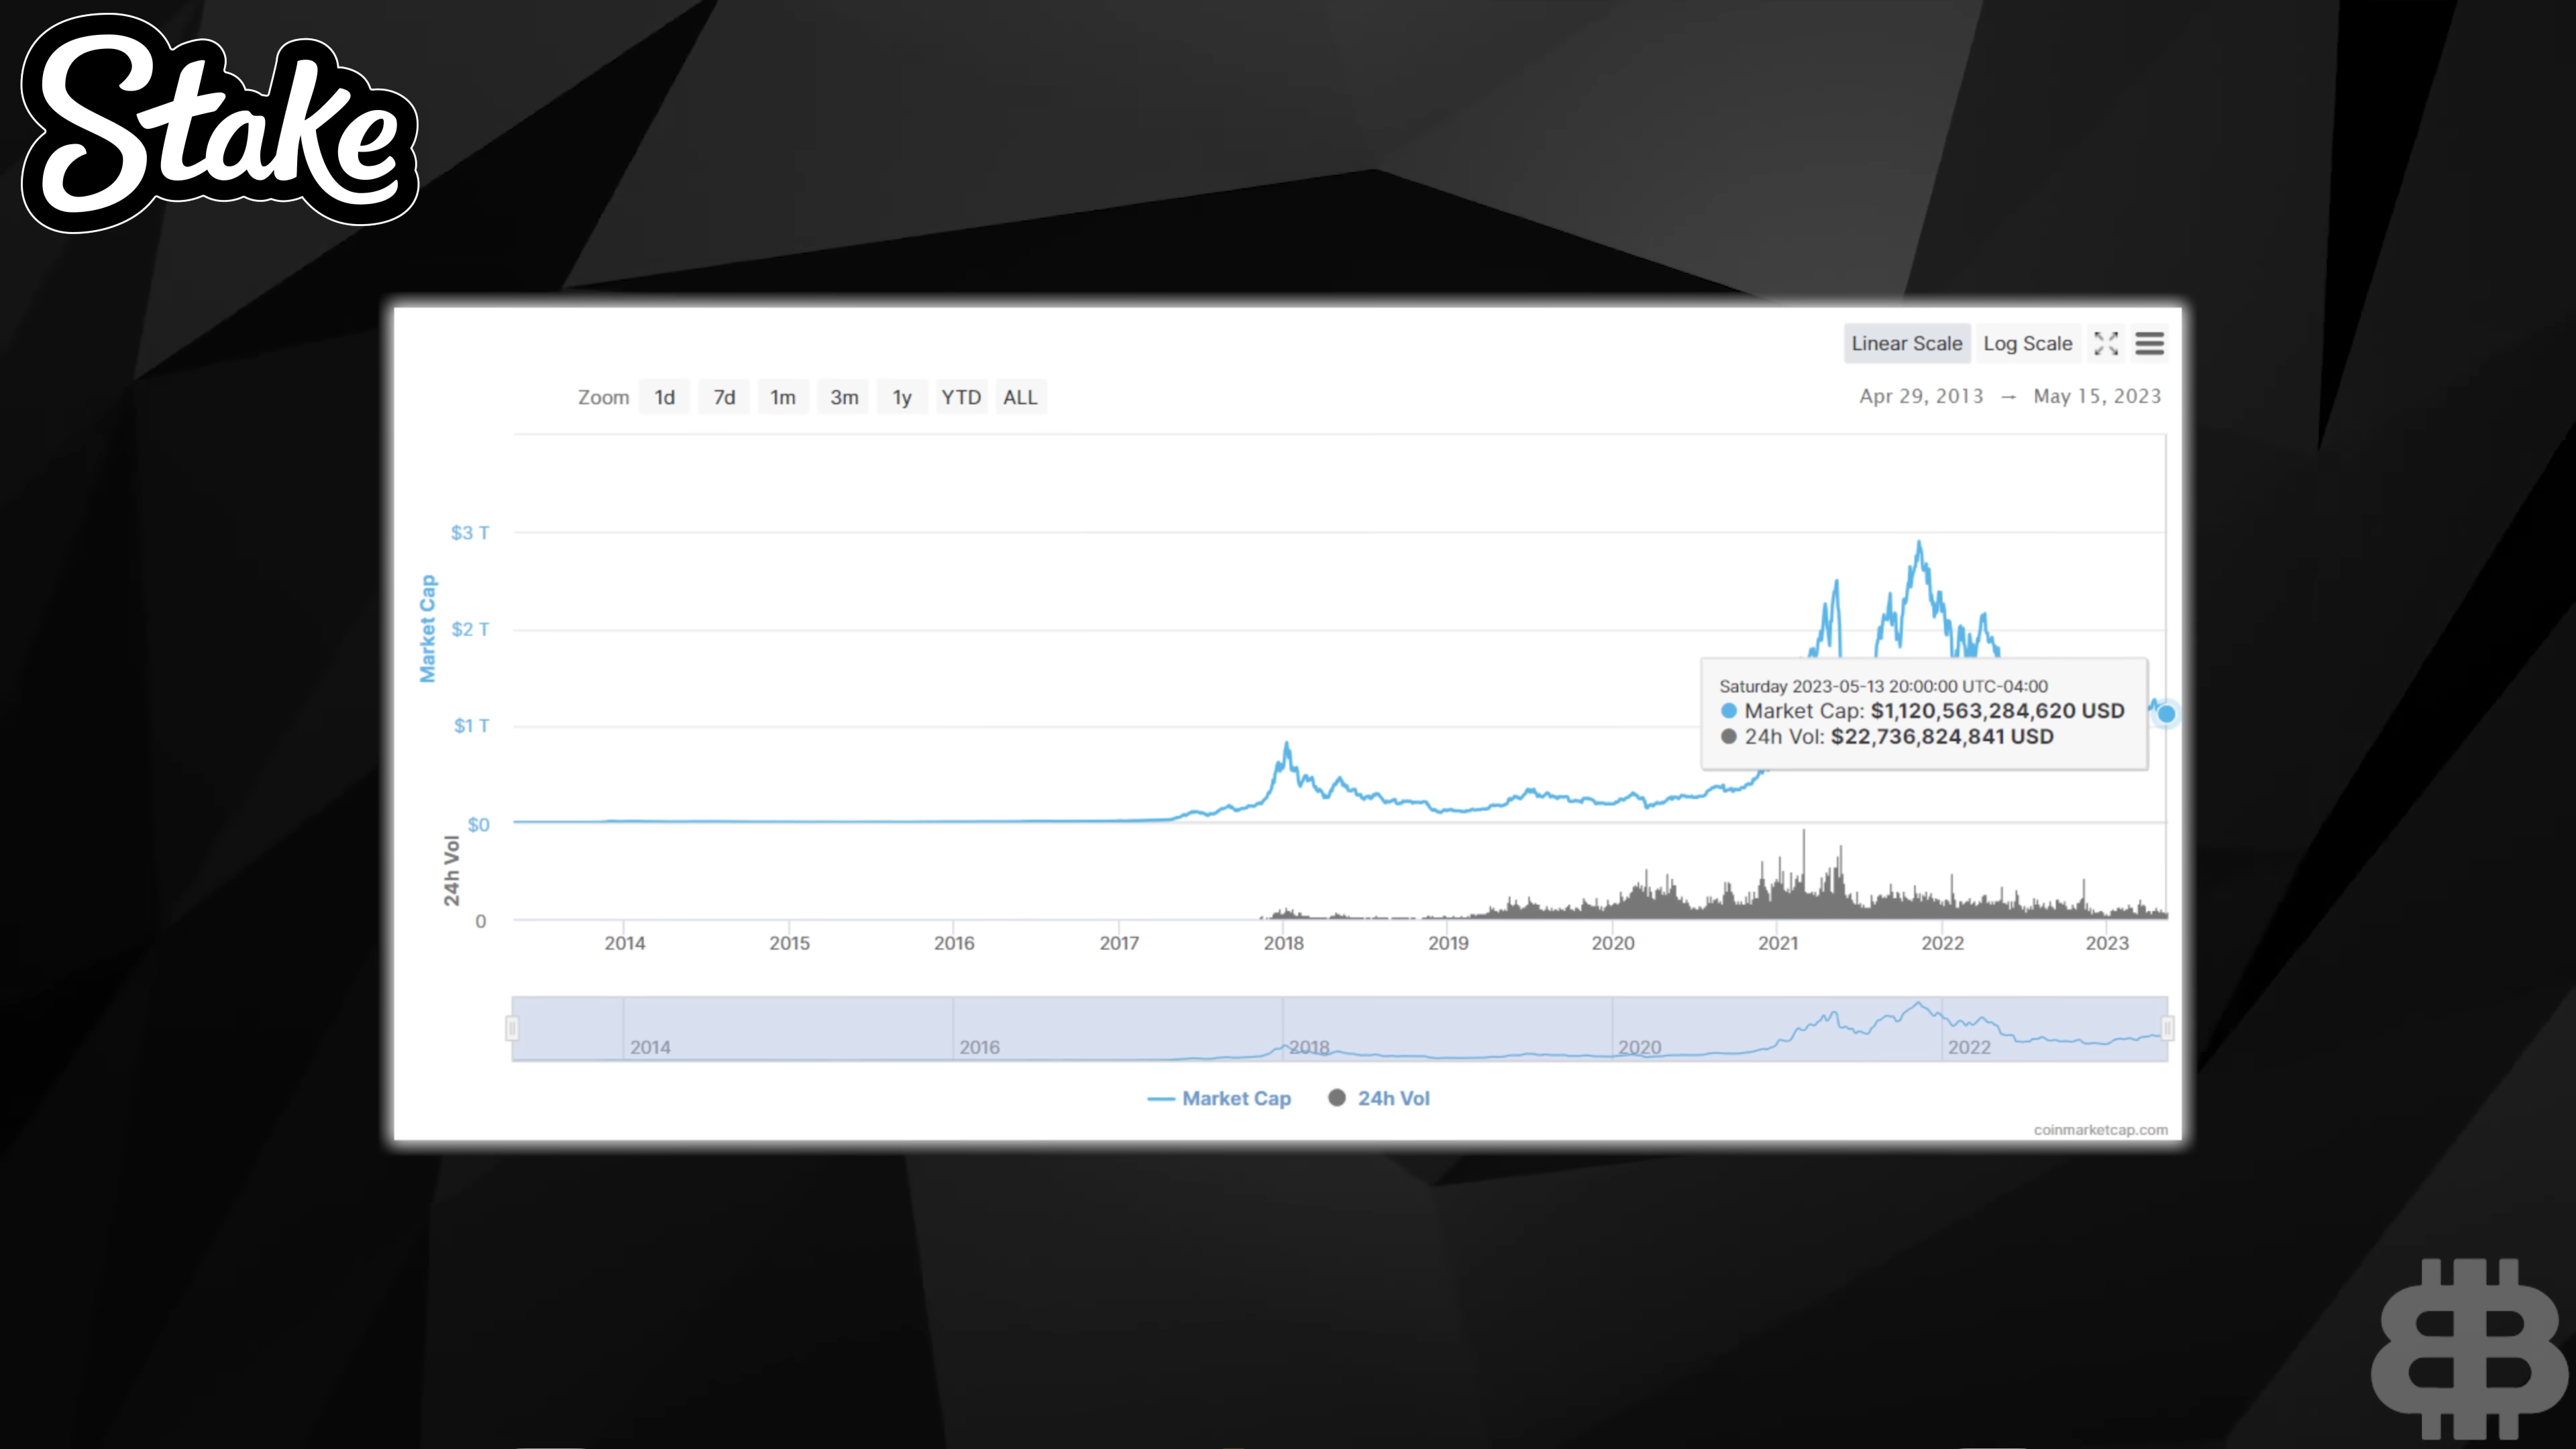 Stake
Linear Scale Log Scale
Zoom 1d 7d 1m 3m 1y YTD ALL
Apr 29, 2013 → May 15, 2023
Market Cap
$3 T
$2 T
$1 T
$0
Saturday 2023-05-13 20:00:00 UTC-04:00
Market Cap: $1,120,563,284,620 USD
24h Vol: $22,736,824,841 USD
24h Vol
0
2014 2015 2016 2017 2018 2019 2020 2021 2022 2023
2014 2016 2018 2020 2022
Market Cap 24h Vol
coinmarketcap.com